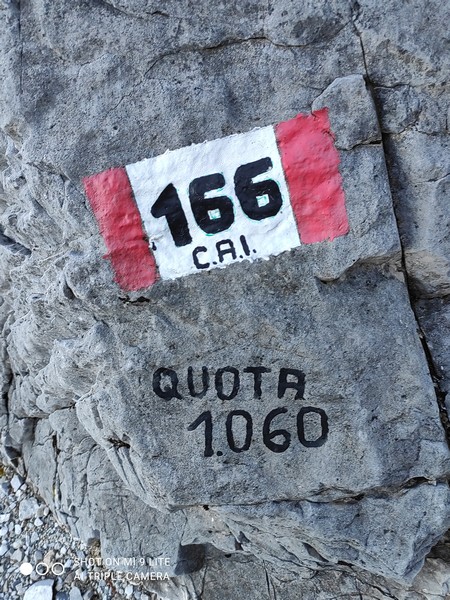 166
C.A.I.
QUOTA
1.060
SHOT ON MI 9 LITE
AI TRIPLE CAMERA